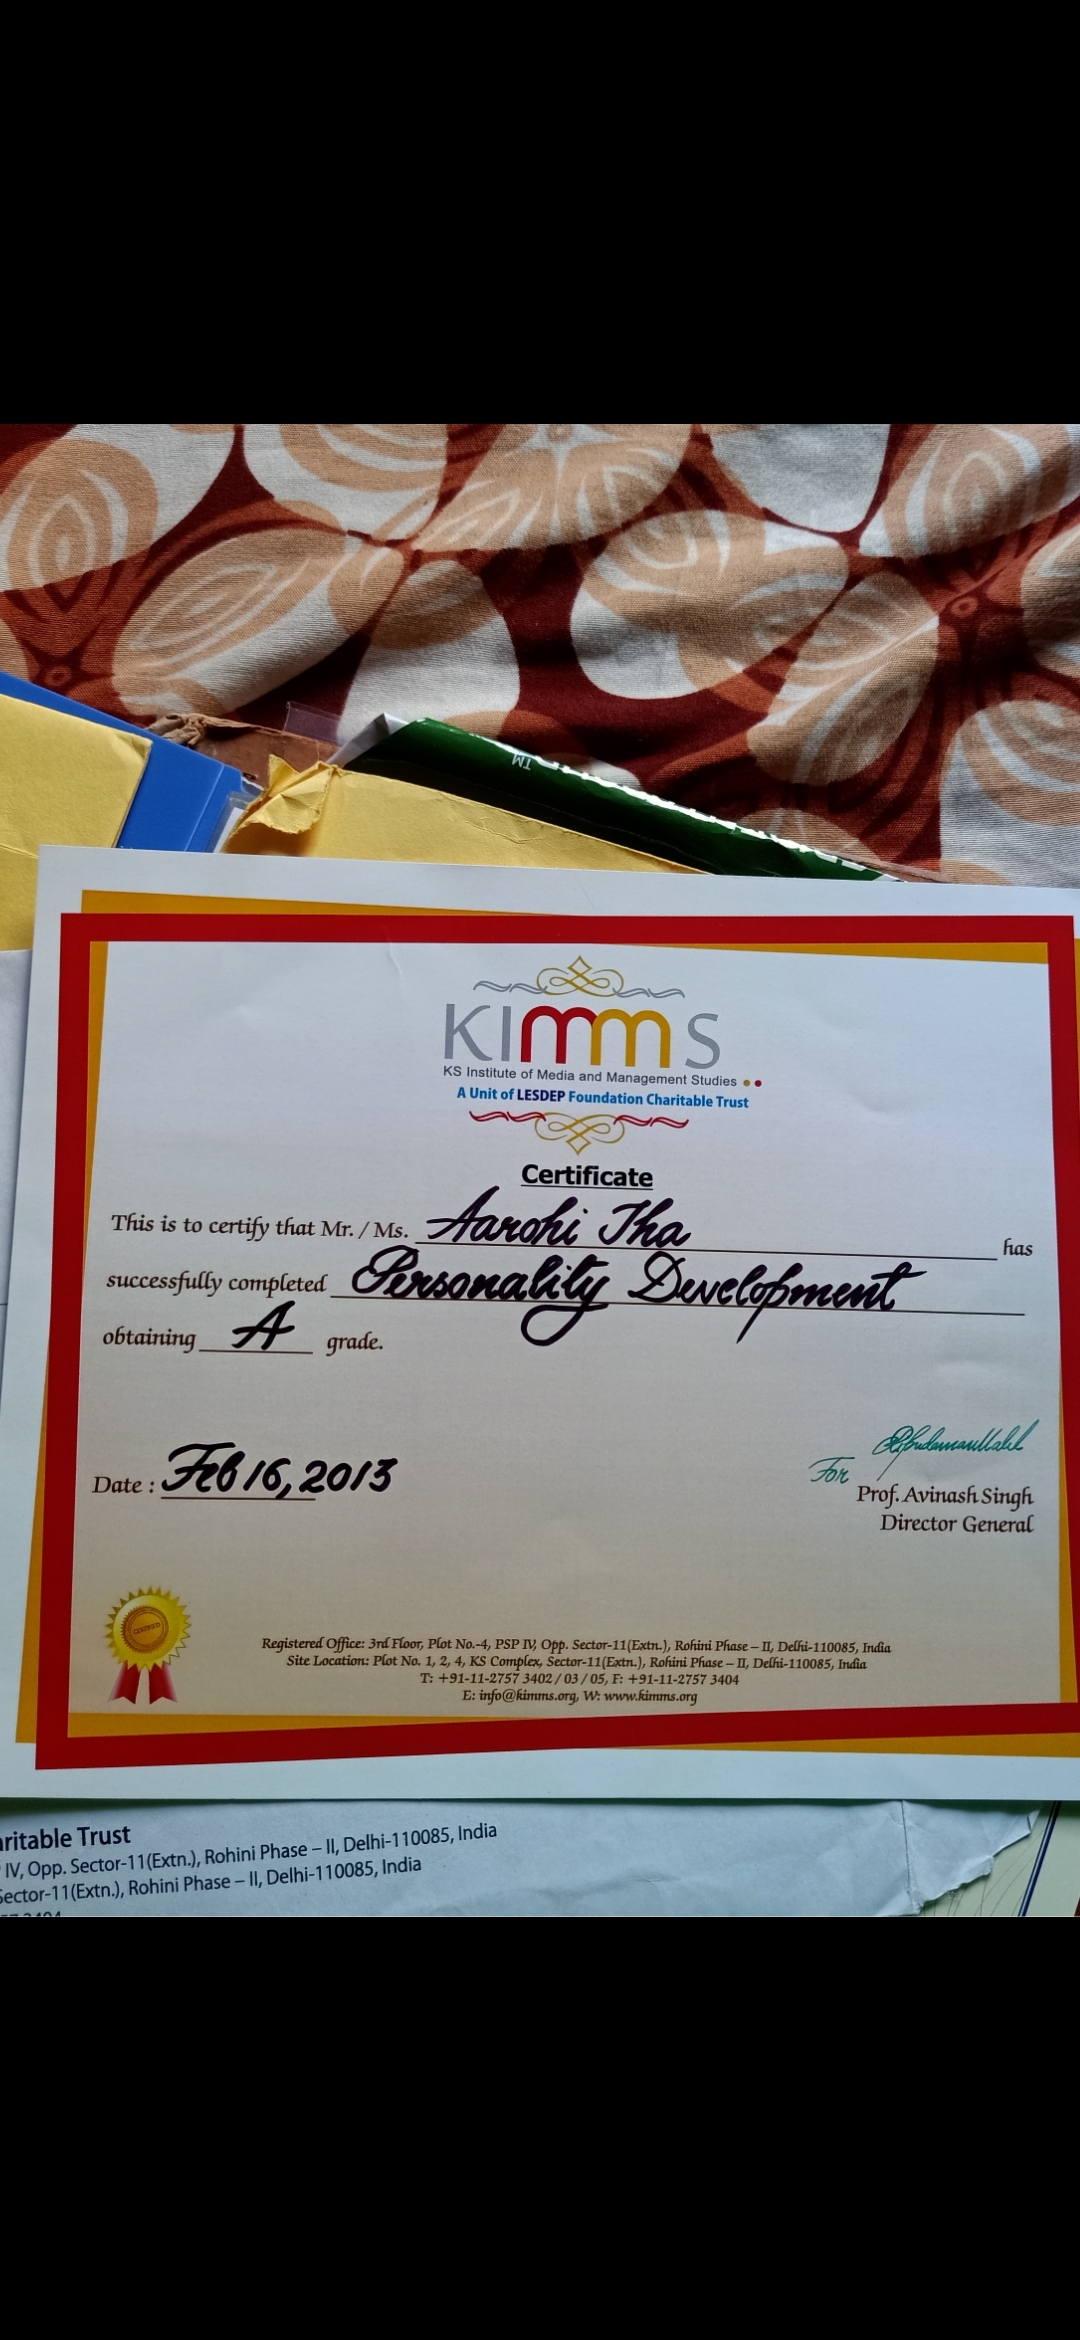 TM
KIMMS
KS Institute of Media and Management Studies
A Unit of LESDEP Foundation Charitable Trust
Certificate
This is to certify that Mr. / Ms. Aarohi Jha has
successfully completed Personality Development
obtaining A grade.
Date : Feb 16, 2013
For
Prof. Avinash Singh
Director General
CERTIFIED
Registered Office: 3rd Floor, Plot No.-4, PSP IV, Opp. Sector-11(Extn.), Rohini Phase – II, Delhi-110085, India
Site Location: Plot No. 1, 2, 4, KS Complex, Sector-11(Extn.), Rohini Phase – II, Delhi-110085, India
T: +91-11-2757 3402 / 03 / 05, F: +91-11-2757 3404
E: info@kimms.org, W: www.kimms.org
aritable Trust
IV, Opp. Sector-11(Extn.), Rohini Phase – II, Delhi-110085, India
Sector-11(Extn.), Rohini Phase – II, Delhi-110085, India